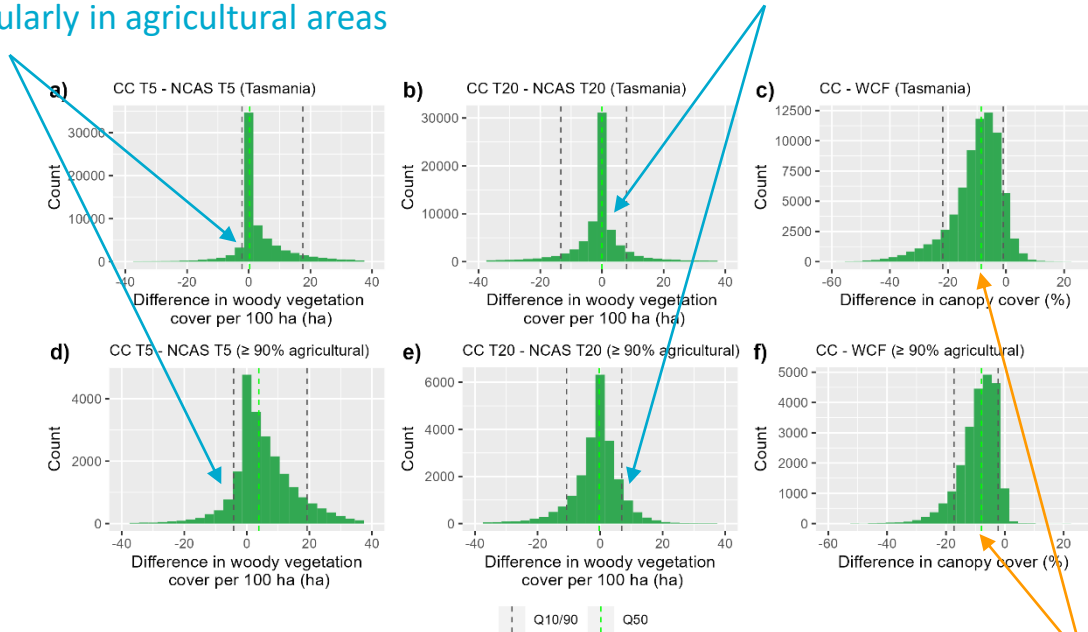 ularly in agricultural areas
a) CC T5 - NCAS T5 (Tasmania)
30000
20000
10000
0
Count
-40 -20 0 20 40
Difference in woody vegetation
cover per 100 ha (ha)
b) CC T20 - NCAS T20 (Tasmania)
30000
20000
10000
0
Count
-40 -20 0 20 40
Difference in woody vegetation
cover per 100 ha (ha)
c) CC - WCF (Tasmania)
12500
10000
7500
5000
2500
0
Count
-60 -40 -20 0 20
Difference in canopy cover (%)
d) CC T5 - NCAS T5 (≥ 90% agricultural)
4000
2000
0
Count
-40 -20 0 20 40
Difference in woody vegetation
cover per 100 ha (ha)
e) CC T20 - NCAS T20 (≥ 90% agricultural)
6000
4000
2000
0
Count
-40 -20 0 20 40
Difference in woody vegetation
cover per 100 ha (ha)
f) CC - WCF (≥ 90% agricultural)
5000
4000
3000
2000
1000
0
Count
-60 -40 -20 0 20
Difference in canopy cover (%)
Q10/90 Q50